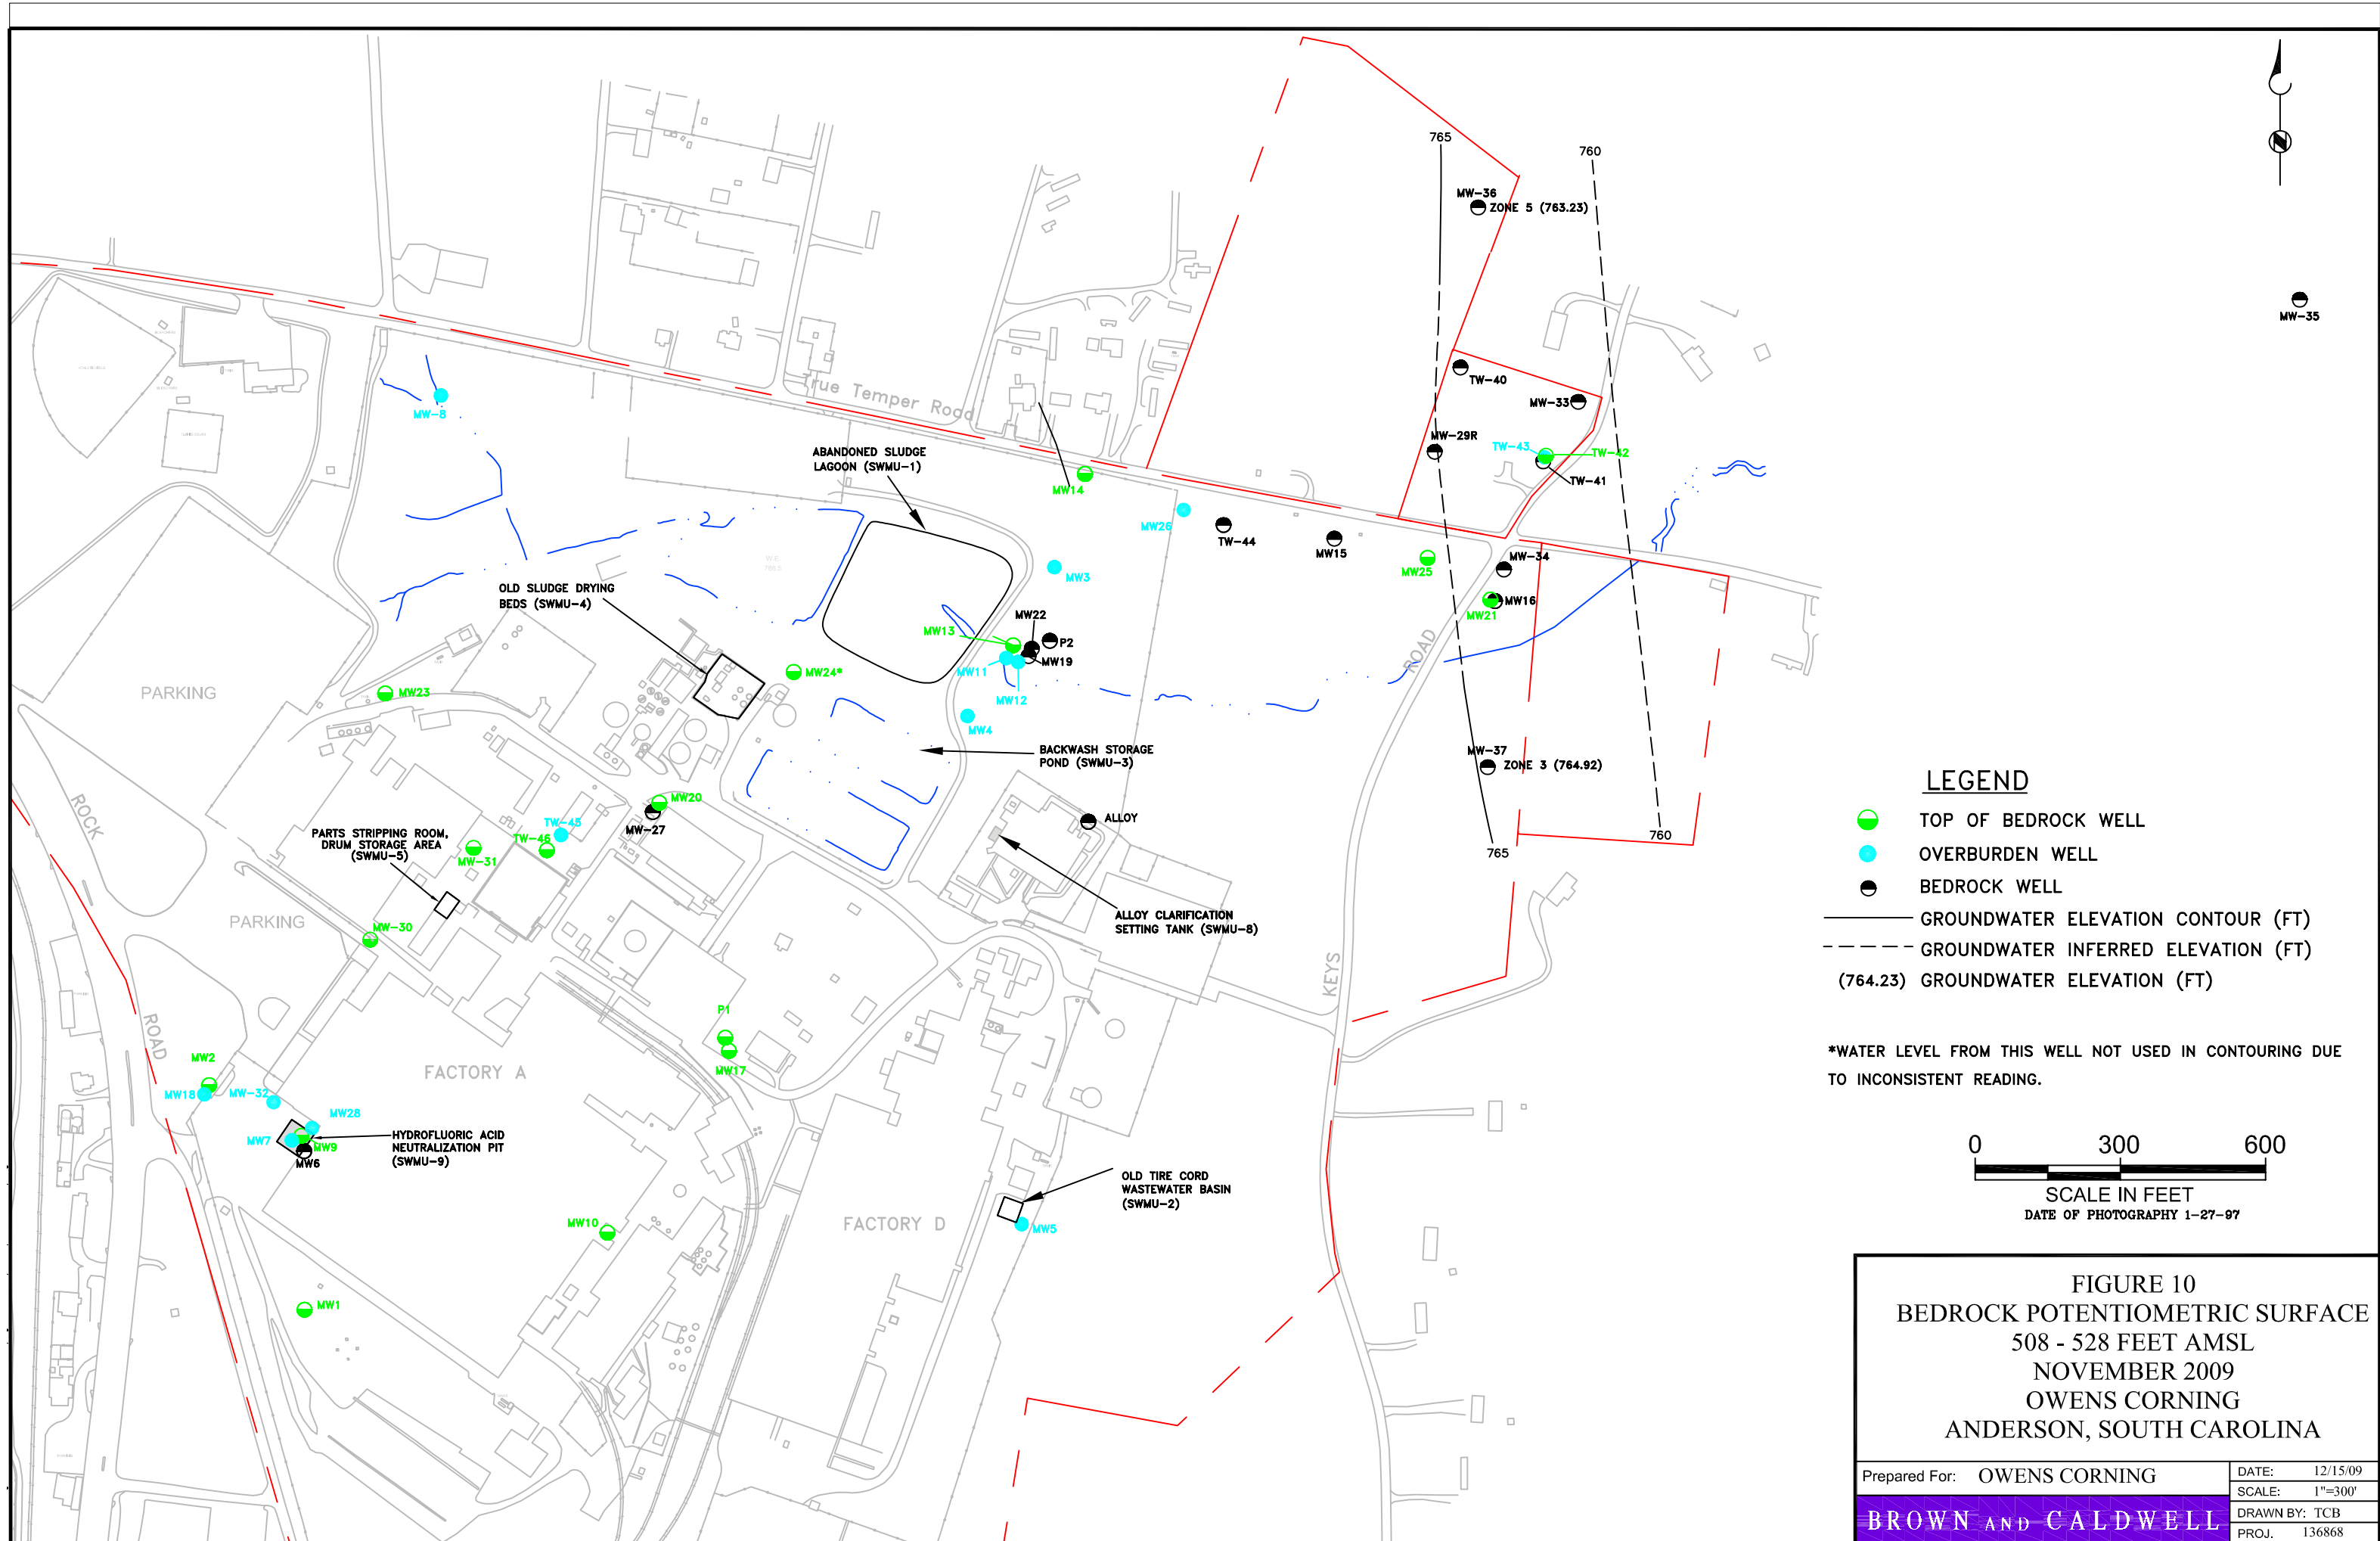 765
760
MW-36
ZONE 5 (763.23)
MW-35
True Temper Road
MW-8
TW-40
MW-33
MW-29R
TW-43
TW-42
TW-41
ABANDONED SLUDGE
LAGOON (SWMU-1)
MW14
MW26
TW-44
MW15
MW25
MW-34
MW3
OLD SLUDGE DRYING
BEDS (SWMU-4)
MW22
MW16
MW21
MW13
P2
MW19
MW11
MW12
MW24*
PARKING
MW23
ROAD
MW4
BACKWASH STORAGE
POND (SWMU-3)
MW-37
ZONE 3 (764.92)
ROCK
MW20
MW-27
TW-45
TW-46
PARTS STRIPPING ROOM,
DRUM STORAGE AREA
(SWMU-5)
MW-31
ALLOY
760
765
PARKING
MW-30
ALLOY CLARIFICATION
SETTING TANK (SWMU-8)
KEYS
ROAD
P1
MW17
FACTORY A
MW2
MW18
MW-32
MW28
MW7
MW9
MW6
HYDROFLUORIC ACID
NEUTRALIZATION PIT
(SWMU-9)
OLD TIRE CORD
WASTEWATER BASIN
(SWMU-2)
MW10
FACTORY D
MW5
MW1
LEGEND
TOP OF BEDROCK WELL
OVERBURDEN WELL
BEDROCK WELL
GROUNDWATER ELEVATION CONTOUR (FT)
GROUNDWATER INFERRED ELEVATION (FT)
(764.23) GROUNDWATER ELEVATION (FT)
*WATER LEVEL FROM THIS WELL NOT USED IN CONTOURING DUE
TO INCONSISTENT READING.
0 300 600
SCALE IN FEET
DATE OF PHOTOGRAPHY 1-27-97
FIGURE 10
BEDROCK POTENTIOMETRIC SURFACE
508 - 528 FEET AMSL
NOVEMBER 2009
OWENS CORNING
ANDERSON, SOUTH CAROLINA
Prepared For: OWENS CORNING
DATE: 12/15/09
SCALE: 1"=300'
DRAWN BY: TCB
PROJ. 136868
BROWN AND CALDWELL